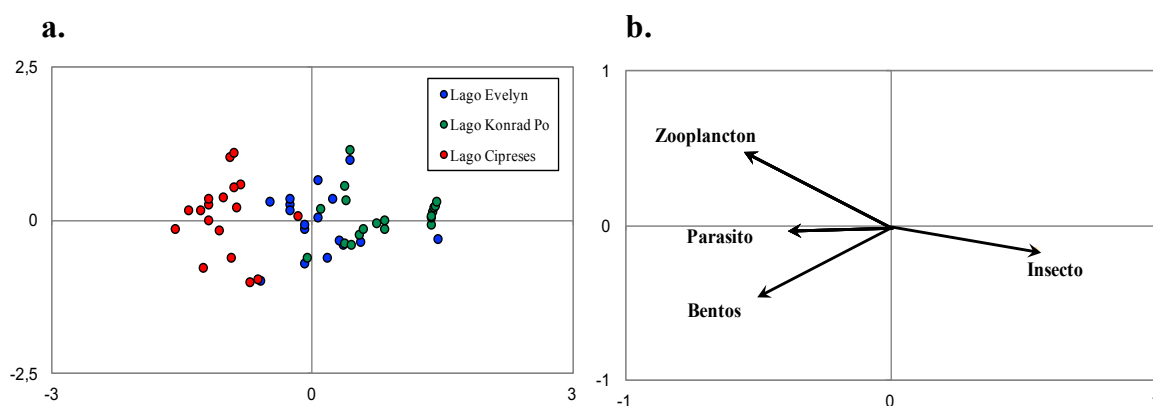 a.
2,5
Lago Evelyn
Lago Konrad Po
Lago Cipreses
0
-2,5
-3
0
3
b.
1
Zooplancton
0
Parasito
Insecto
Bentos
-1
-1
0